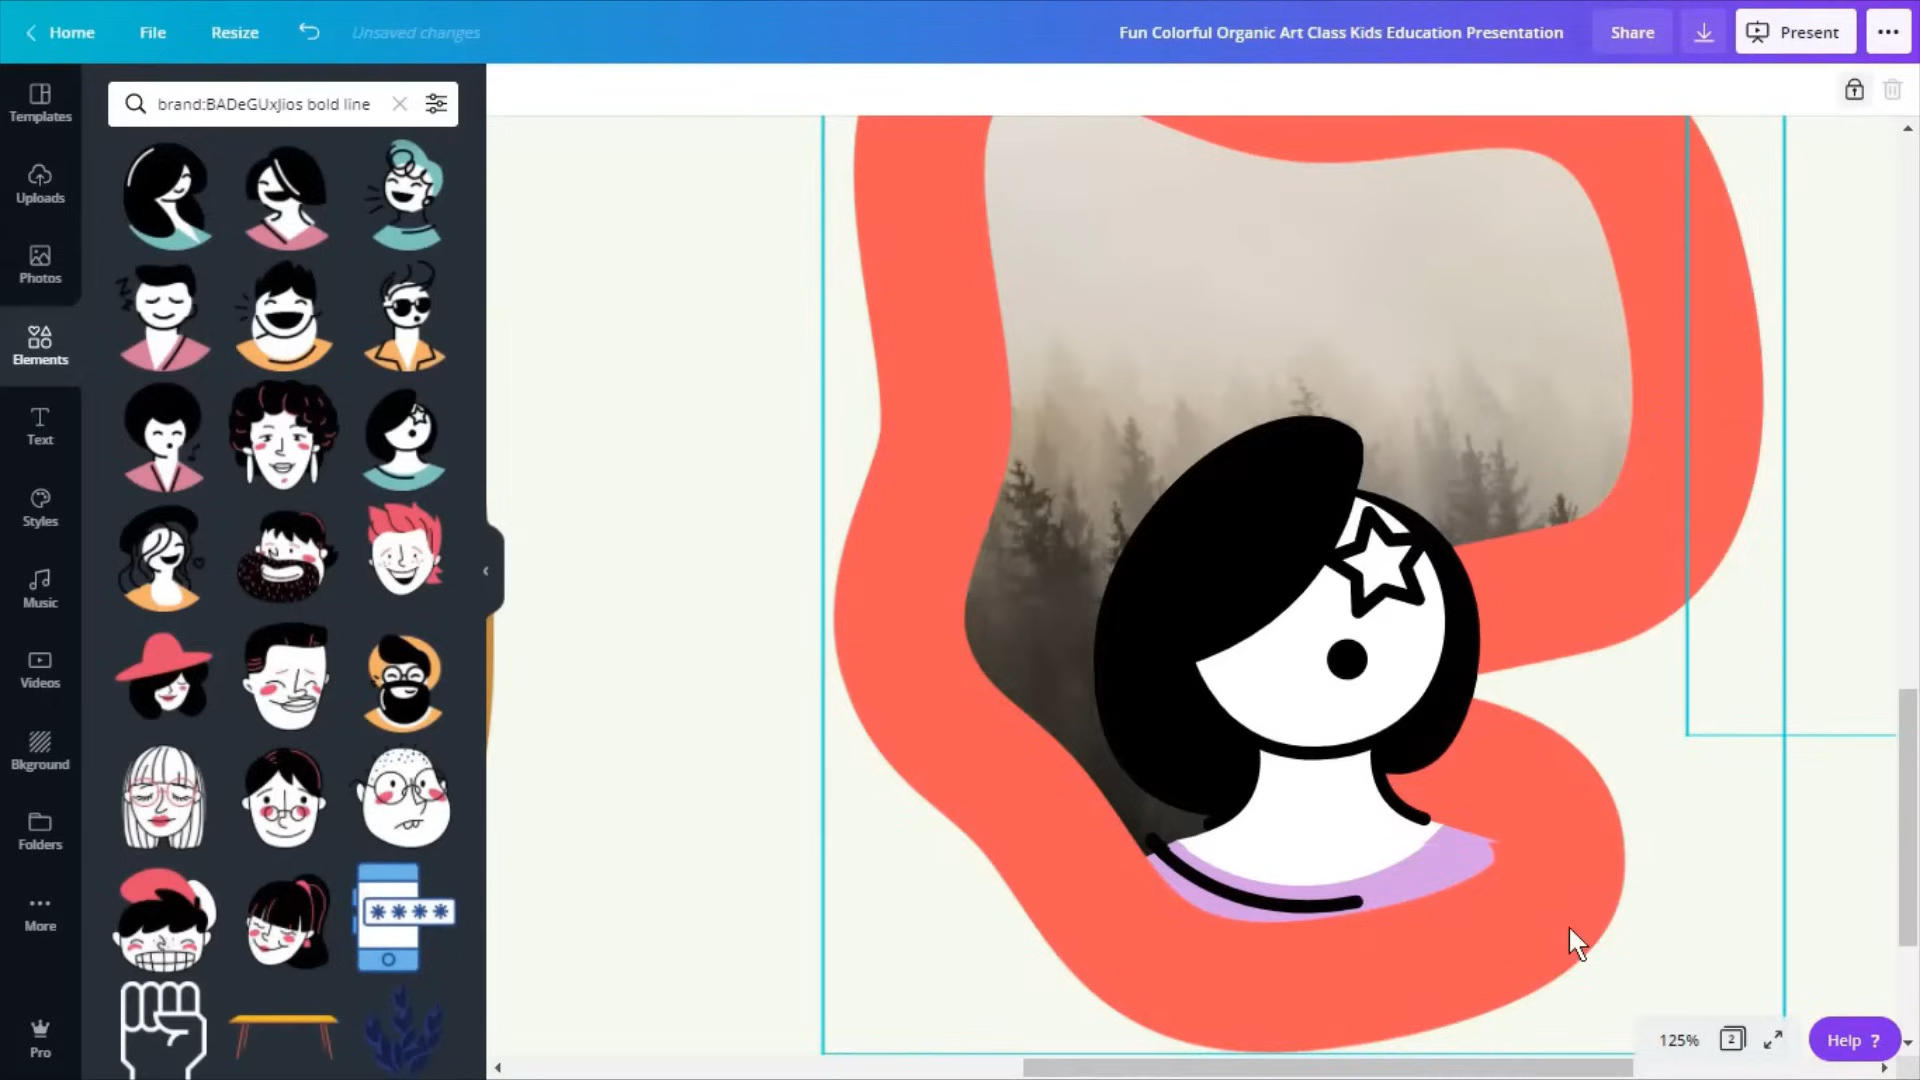 Home File Resize Unsaved changes Fun Colorful Organic Art Class Kids Education Presentation Share Present
Templates
brand:BADeGUxJios bold line
Uploads
Photos
Elements
Text
Styles
Music
Videos
Bkground
Folders
More
Pro
125% 2 Help ?